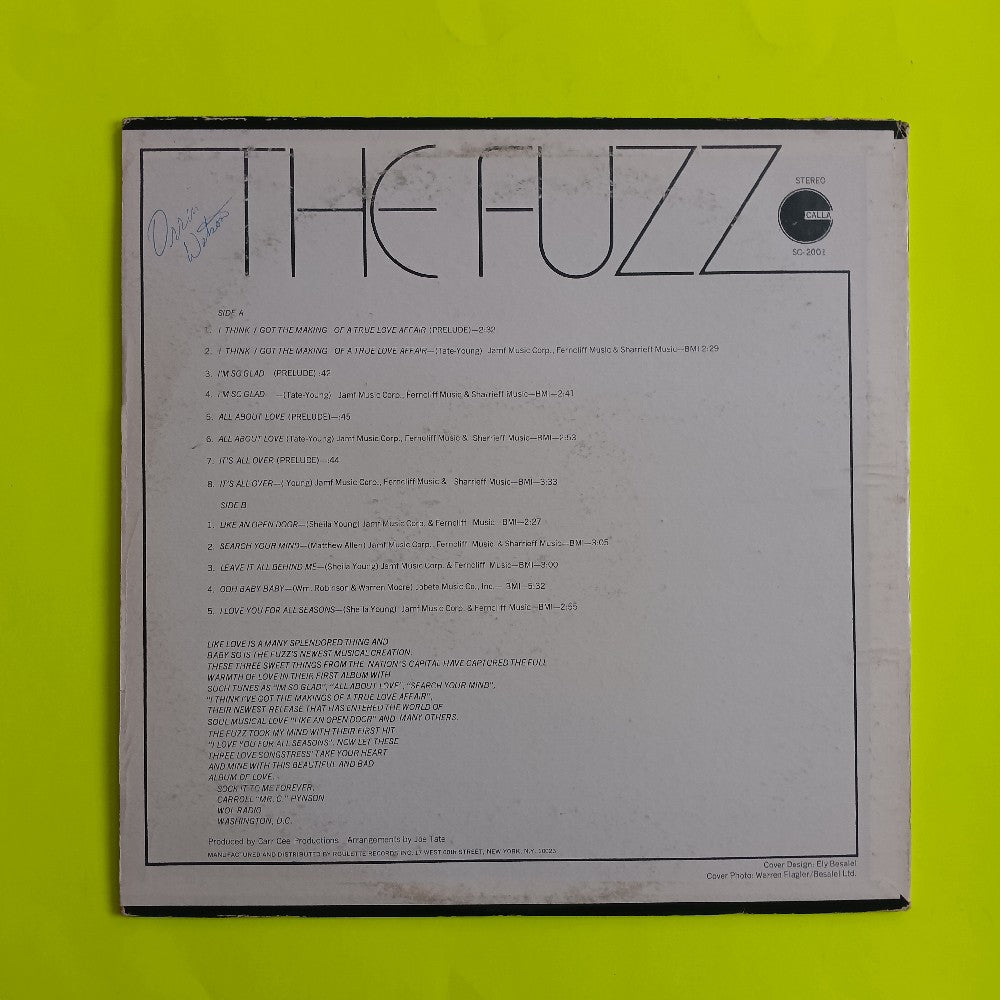 THE FUZZ
STEREO
CALLA
SC-2001
Orrin
Watson
SIDE A
1. I THINK I GOT THE MAKING OF A TRUE LOVE AFFAIR (PRELUDE)—2:32
2. I THINK I GOT THE MAKING OF A TRUE LOVE AFFAIR—(Tate-Young) Jamf Music Corp., Ferncliff Music & Sharrieff Music—BMI 2:29
3. I'M SO GLAD (PRELUDE) :42
4. I'M SO GLAD —(Tate-Young) Jamf Music Corp., Ferncliff Music & Sharrieff Music—BMI—2:41
5. ALL ABOUT LOVE (PRELUDE)—:45
6. ALL ABOUT LOVE (Tate-Young) Jamf Music Corp., Ferncliff Music & Sharrieff Music—BMI—2:53
7. IT'S ALL OVER (PRELUDE)—:44
8. IT'S ALL OVER—( Young) Jamf Music Corp., Ferncliff Music & Sharrieff Music—BMI—3:33
SIDE B
1. LIKE AN OPEN DOOR—(Sheila Young) Jamf Music Corp. & Ferncliff Music—BMI—2:27
2. SEARCH YOUR MIND—(Matthew Allen) Jamf Music Corp., Ferncliff Music & Sharrieff Music—BMI—3:05
3. LEAVE IT ALL BEHIND ME—(Sheila Young) Jamf Music Corp. & Ferncliff Music—BMI—3:00
4. OOH BABY BABY—(Wm. Robinson & Warren Moore) Jobete Music Co., Inc.— BMI—5:32
5. I LOVE YOU FOR ALL SEASONS—(Sheila Young) Jamf Music Corp. & Ferncliff Music—BMI—2:55
LIKE LOVE IS A MANY SPLENDORED THING AND
BABY SO IS THE FUZZ'S NEWEST MUSICAL CREATION.
THESE THREE SWEET THINGS FROM THE NATION'S CAPITAL HAVE CAPTURED THE FULL
WARMTH OF LOVE IN THEIR FIRST ALBUM WITH
SUCH TUNES AS "IM SO GLAD", "ALL ABOUT LOVE", "SEARCH YOUR MIND",
"I THINK I'VE GOT THE MAKINGS OF A TRUE LOVE AFFAIR",
THEIR NEWEST RELEASE THAT HAS ENTERED THE WORLD OF
SOUL MUSICAL LOVE "LIKE AN OPEN DOOR" AND MANY OTHERS.
THE FUZZ TOOK MY MIND WITH THEIR FIRST HIT
"I LOVE YOU FOR ALL SEASONS". NOW LET THESE
THREE LOVE SONGSTRESS' TAKE YOUR HEART
AND MINE WITH THIS BEAUTIFUL AND BAD
ALBUM OF LOVE.
SOCK IT TO ME FOREVER,
CARROLL "MR. C." HYNSON
WOL RADIO
WASHINGTON, D.C.
Produced by Carr-Cee Productions Arrangements by Joe Tate
MANUFACTURED AND DISTRIBUTED BY ROULETTE RECORDS INC. 17 WEST 60th STREET, NEW YORK, N.Y. 10023
Cover Design: Ely Besalel
Cover Photo: Warren Flagler/Besalel Ltd.